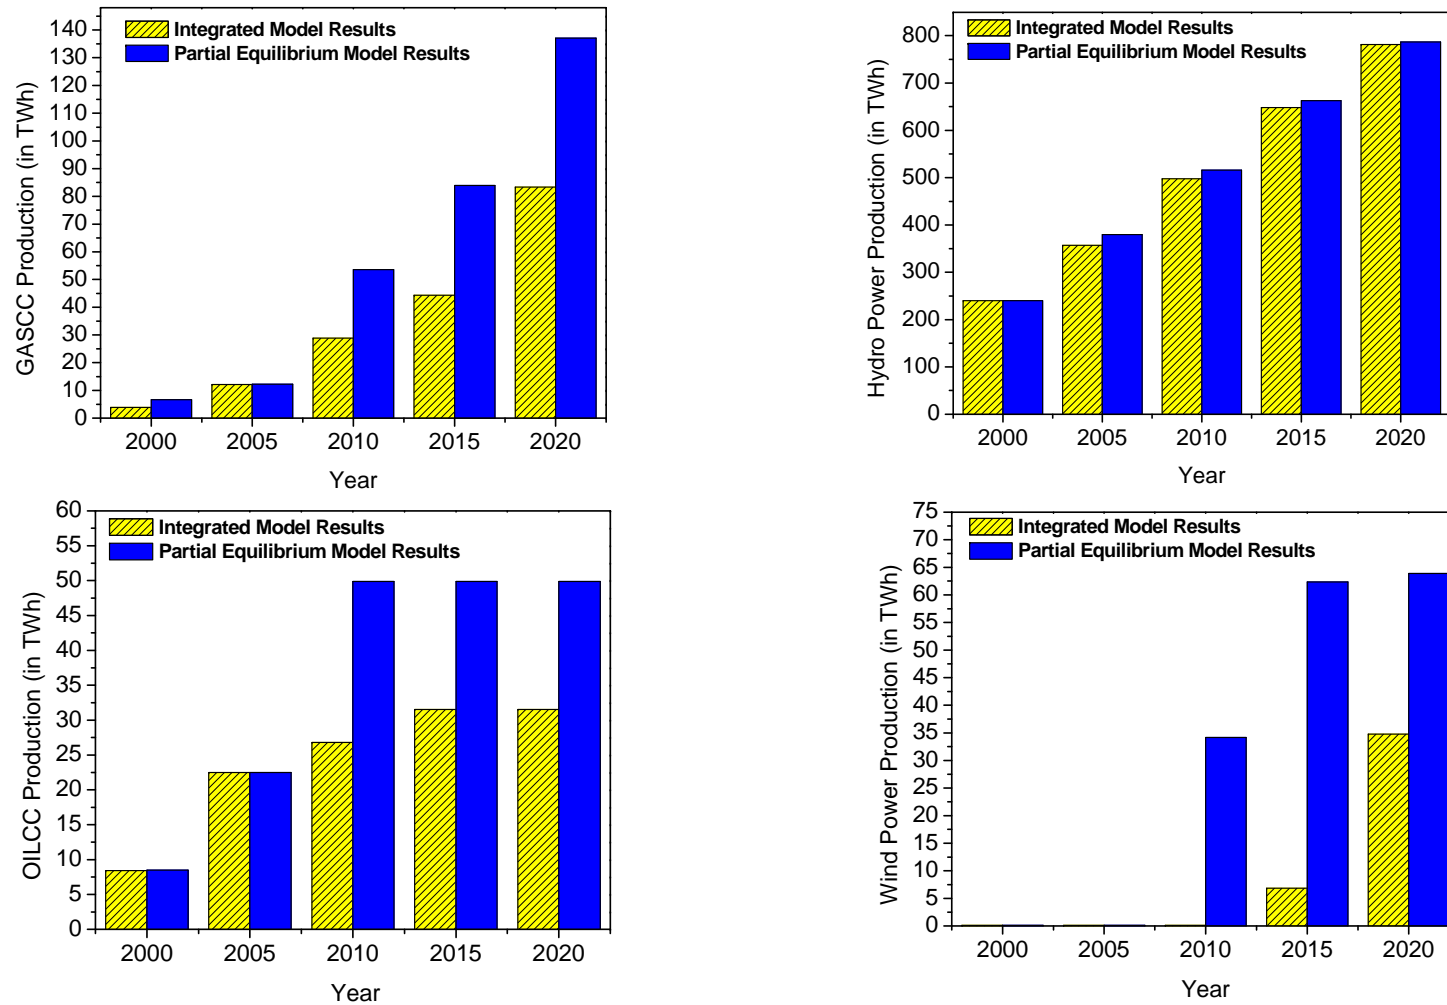 GASCC Production (in TWh)
140
130
120
110
100
90
80
70
60
50
40
30
20
10
0
Integrated Model Results
Partial Equilibrium Model Results
2000 2005 2010 2015 2020
Year
Hydro Power Production (in TWh)
800
700
600
500
400
300
200
100
0
Integrated Model Results
Partial Equilibrium Model Results
2000 2005 2010 2015 2020
Year
OILCC Production (in TWh)
60
55
50
45
40
35
30
25
20
15
10
5
0
Integrated Model Results
Partial Equilibrium Model Results
2000 2005 2010 2015 2020
Year
Wind Power Production (in TWh)
75
70
65
60
55
50
45
40
35
30
25
20
15
10
5
0
Integrated Model Results
Partial Equilibrium Model Results
2000 2005 2010 2015 2020
Year